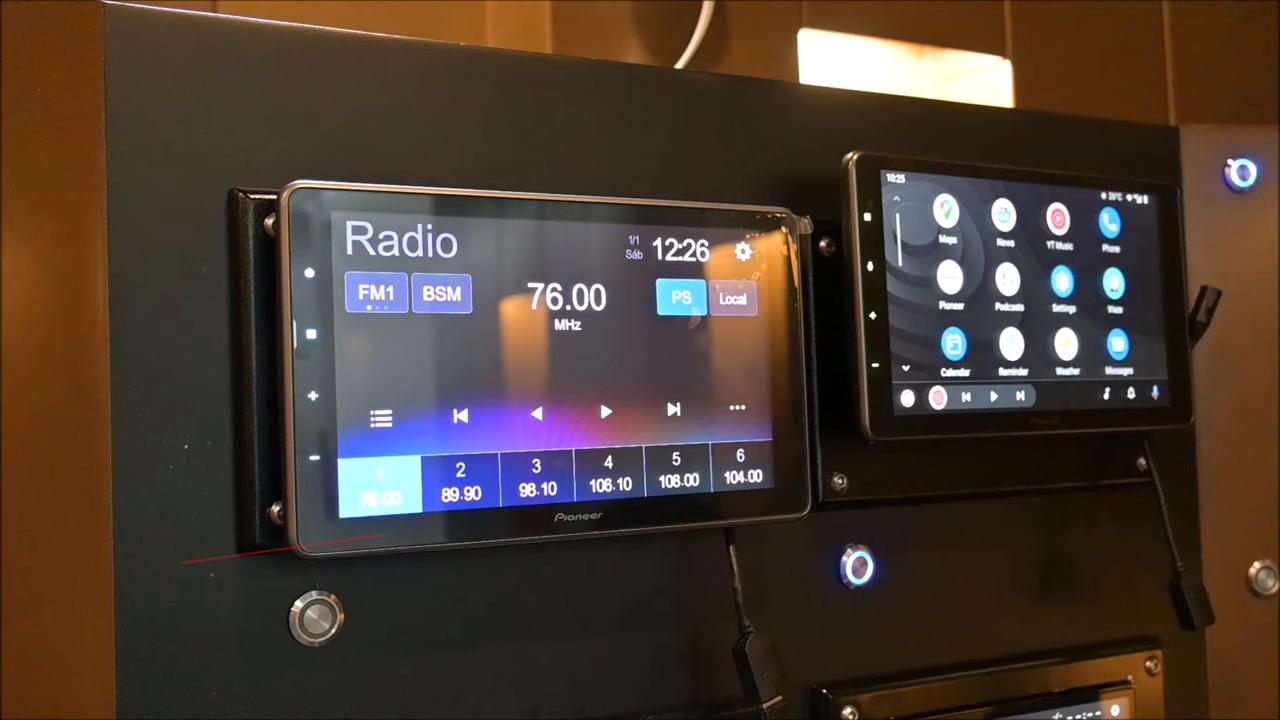 Radio
1/1
Sáb
12:26
FM1
BSM
76.00
MHz
PS
Local
1
76.00
2
89.90
3
98.10
4
106.10
5
108.00
6
104.00
Pioneer
10:25
26°C
Maps
News
YT Music
Phone
Pioneer
Podcasts
Settings
Waze
Calendar
Reminder
Weather
Messages